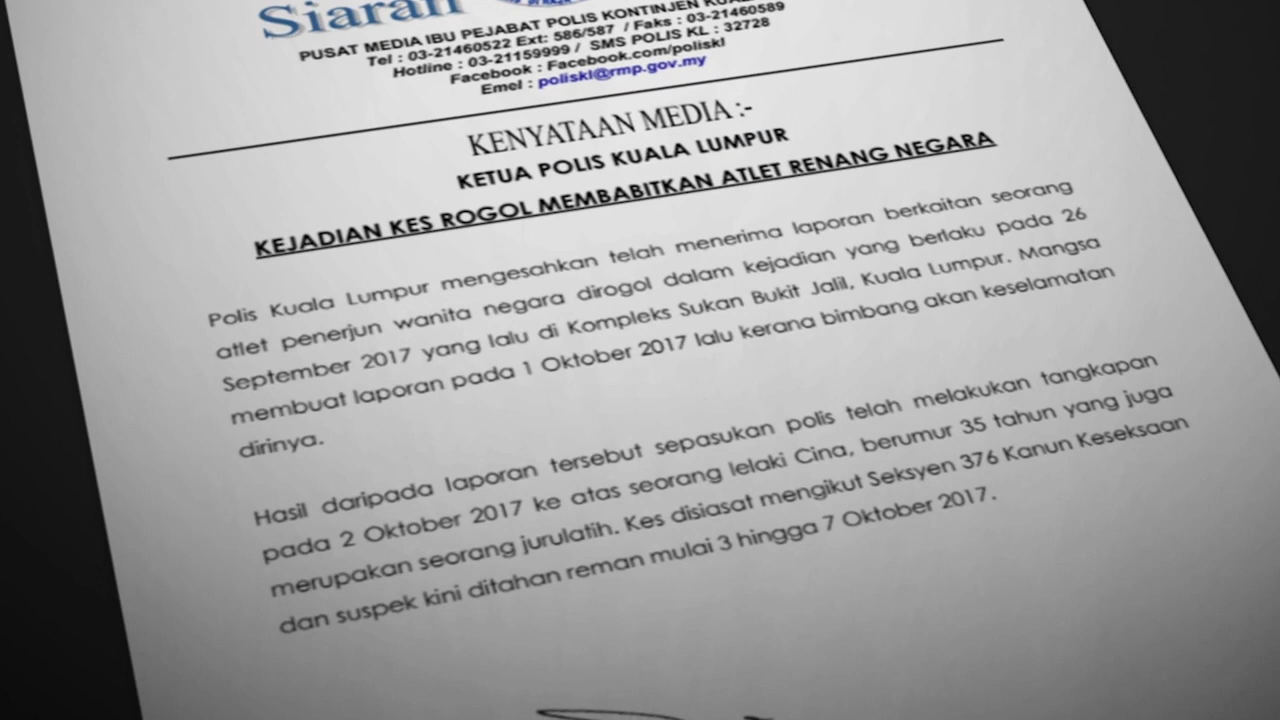 Siaran
PUSAT MEDIA IBU PEJABAT POLIS KONTINJEN
Tel : 03-21460522 Ext: 586/587 / Faks : 03-21460589
Hotline : 03-21159999 / SMS POLIS KL : 32728
Facebook : Facebook.com/poliskl
Emel : poliskl@rmp.gov.my
KENYATAAN MEDIA :-
KETUA POLIS KUALA LUMPUR
KEJADIAN KES ROGOL MEMBABITKAN ATLET RENANG NEGARA
Polis Kuala Lumpur mengesahkan telah menerima laporan berkaitan seorang
atlet penerjun wanita negara dirogol dalam kejadian yang berlaku pada 26
September 2017 yang lalu di Kompleks Sukan Bukit Jalil, Kuala Lumpur. Mangsa
membuat laporan pada 1 Oktober 2017 lalu kerana bimbang akan keselamatan
dirinya.
Hasil daripada laporan tersebut sepasukan polis telah melakukan tangkapan
pada 2 Oktober 2017 ke atas seorang lelaki Cina, berumur 35 tahun yang juga
merupakan seorang jurulatih. Kes disiasat mengikut Seksyen 376 Kanun Keseksaan
dan suspek kini ditahan reman mulai 3 hingga 7 Oktober 2017.